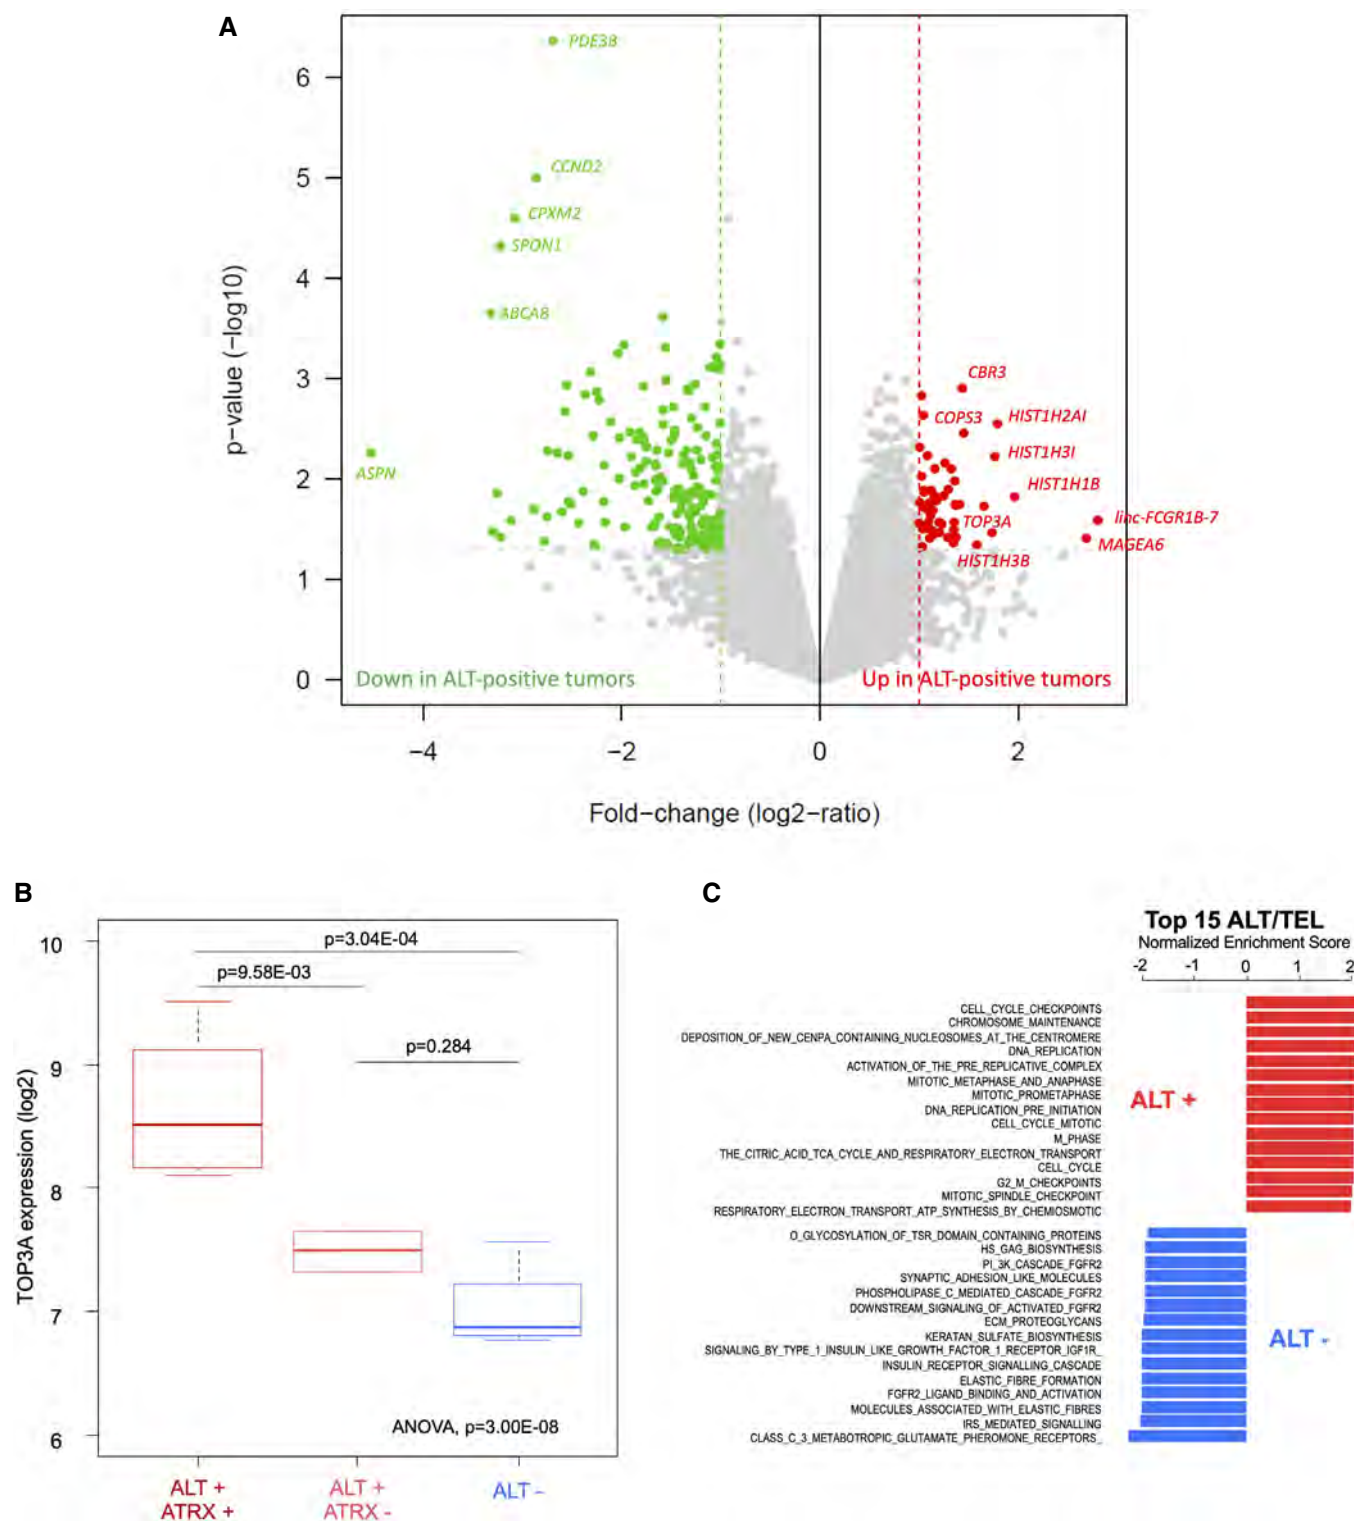 A
PDE3B
CCND2
CPXM2
SPON1
ABCA8
ASPN
CBR3
COPS3
HIST1H2AI
HIST1H3I
HIST1H1B
linc-FCGR1B-7
TOP3A
MAGEA6
HIST1H3B
Down in ALT-positive tumors
Up in ALT-positive tumors
p−value (−log10)
6
5
4
3
2
1
0
−4
−2
0
2
Fold−change (log2−ratio)
B
TOP3A expression (log2)
10
9
8
7
6
p=3.04E-04
p=9.58E-03
p=0.284
ANOVA, p=3.00E-08
ALT +
ATRX +
ALT +
ATRX -
ALT -
C
Top 15 ALT/TEL
Normalized Enrichment Score
-2 -1 0 1 2
CELL_CYCLE_CHECKPOINTS
CHROMOSOME_MAINTENANCE
DEPOSITION_OF_NEW_CENPA_CONTAINING_NUCLEOSOMES_AT_THE_CENTROMERE
DNA_REPLICATION
ACTIVATION_OF_THE_PRE_REPLICATIVE_COMPLEX
MITOTIC_METAPHASE_AND_ANAPHASE
MITOTIC_PROMETAPHASE
DNA_REPLICATION_PRE_INITIATION
CELL_CYCLE_MITOTIC
M_PHASE
THE_CITRIC_ACID_TCA_CYCLE_AND_RESPIRATORY_ELECTRON_TRANSPORT
CELL_CYCLE
G2_M_CHECKPOINTS
MITOTIC_SPINDLE_CHECKPOINT
RESPIRATORY_ELECTRON_TRANSPORT_ATP_SYNTHESIS_BY_CHEMIOSMOTIC
ALT +
O_GLYCOSYLATION_OF_TSR_DOMAIN_CONTAINING_PROTEINS
HS_GAG_BIOSYNTHESIS
PI_3K_CASCADE_FGFR2
SYNAPTIC_ADHESION_LIKE_MOLECULES
PHOSPHOLIPASE_C_MEDIATED_CASCADE_FGFR2
DOWNSTREAM_SIGNALING_OF_ACTIVATED_FGFR2
ECM_PROTEOGLYCANS
KERATAN_SULFATE_BIOSYNTHESIS
SIGNALING_BY_TYPE_1_INSULIN_LIKE_GROWTH_FACTOR_1_RECEPTOR_IGF1R_
INSULIN_RECEPTOR_SIGNALLING_CASCADE
ELASTIC_FIBRE_FORMATION
FGFR2_LIGAND_BINDING_AND_ACTIVATION
MOLECULES_ASSOCIATED_WITH_ELASTIC_FIBRES
IRS_MEDIATED_SIGNALLING
CLASS_C_3_METABOTROPIC_GLUTAMATE_PHEROMONE_RECEPTORS_
ALT -